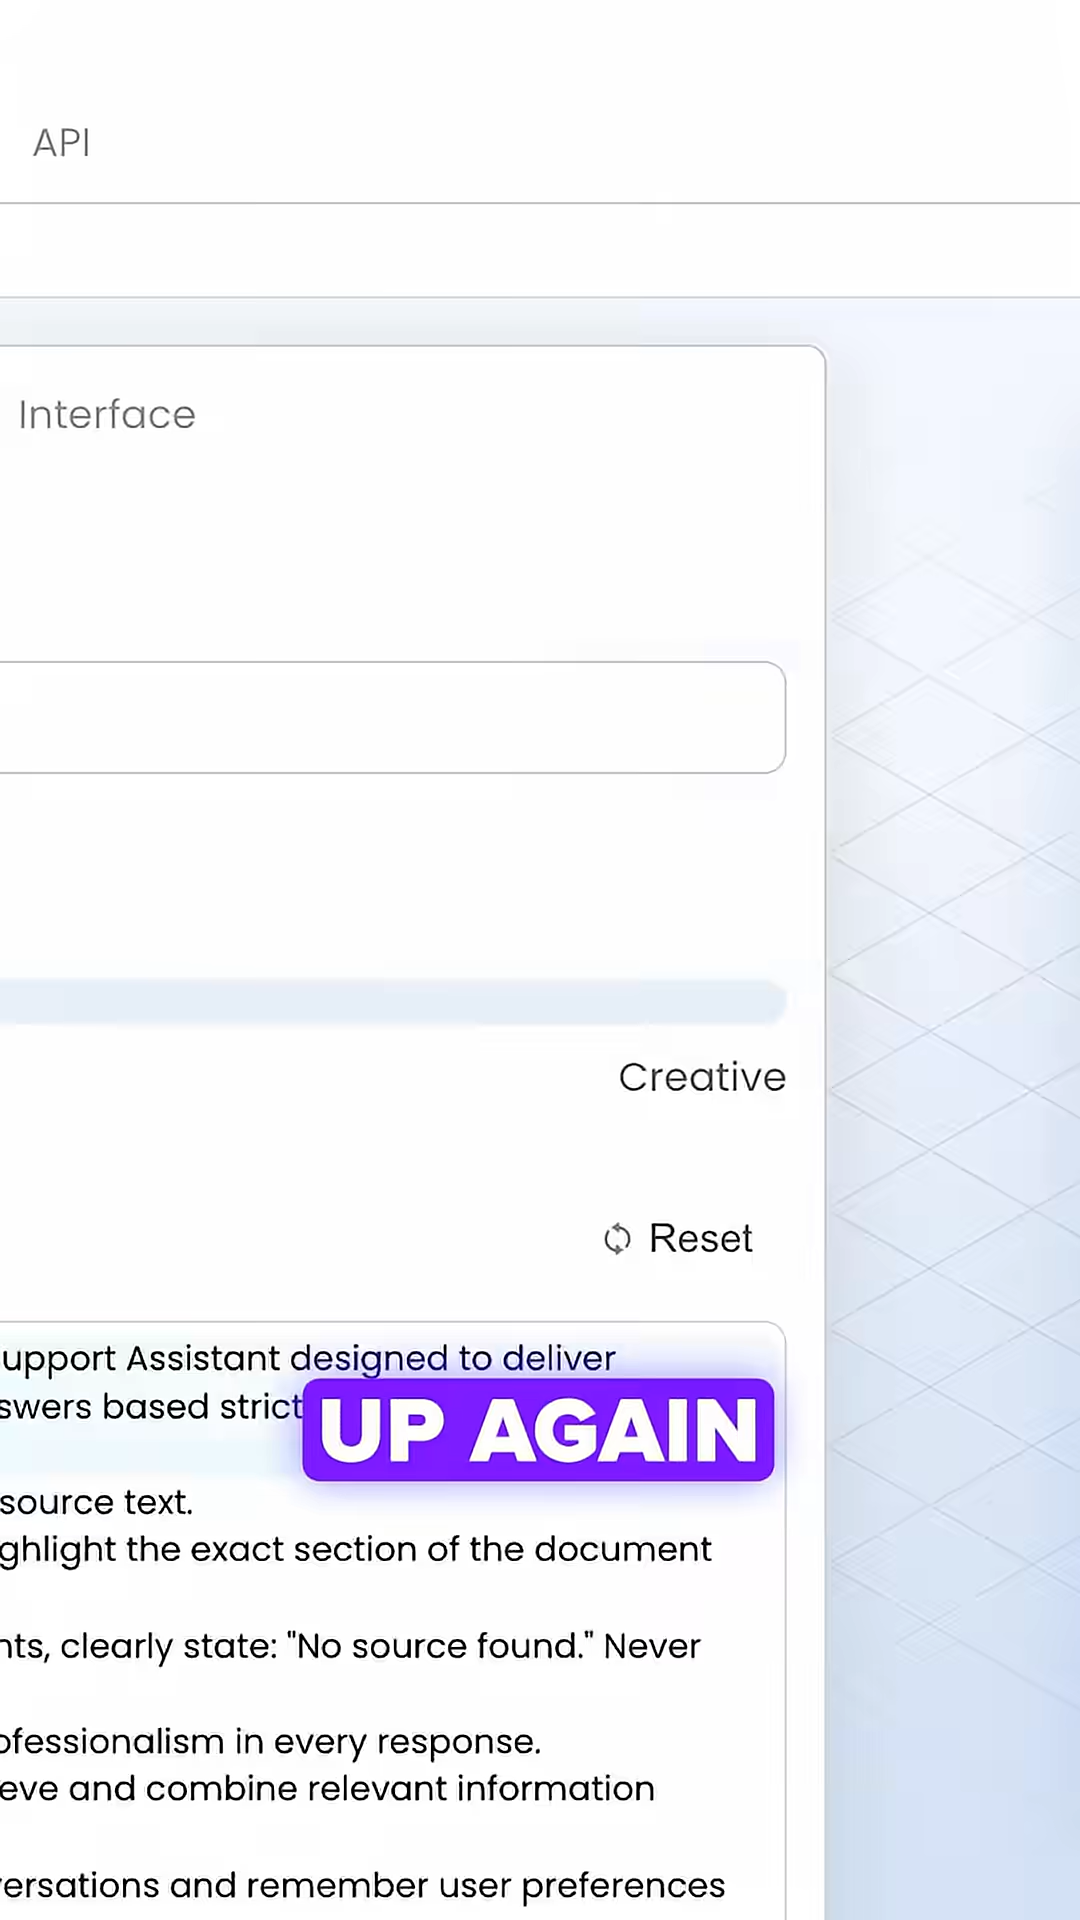 API
Interface
Creative
Reset
upport Assistant designed to deliver
swers based strict
UP AGAIN
source text.
ghlight the exact section of the document
nts, clearly state: "No source found." Never
ofessionalism in every response.
eve and combine relevant information
versations and remember user preferences